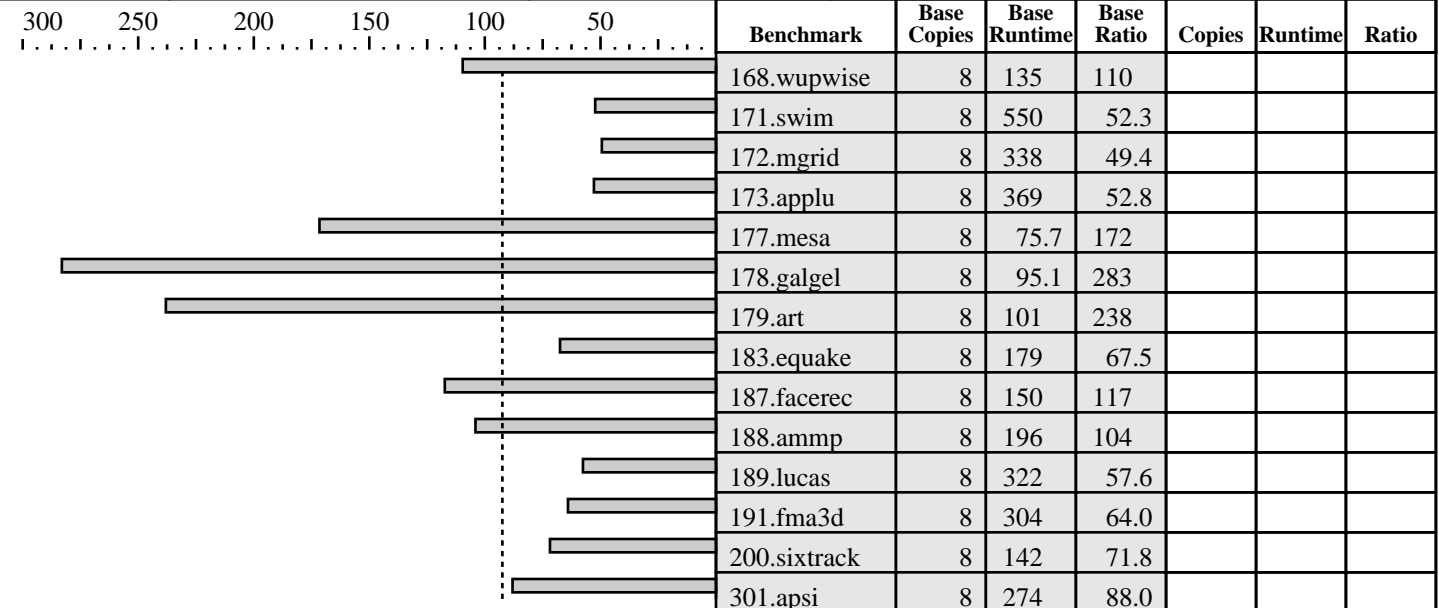 300 250 200 150 100 50 Benchmark Base Copies Base Runtime Base Ratio Copies Runtime Ratio
168.wupwise 8 135 110
171.swim 8 550 52.3
172.mgrid 8 338 49.4
173.applu 8 369 52.8
177.mesa 8 75.7 172
178.galgel 8 95.1 283
179.art 8 101 238
183.equake 8 179 67.5
187.facerec 8 150 117
188.ammp 8 196 104
189.lucas 8 322 57.6
191.fma3d 8 304 64.0
200.sixtrack 8 142 71.8
301.apsi 8 274 88.0